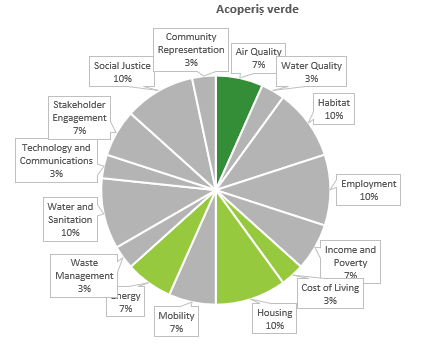 Acoperiș verde
Community
Representation
3%
Air Quality
7%
Water Quality
3%
Habitat
10%
Employment
10%
Income and
Poverty
7%
Cost of Living
3%
Housing
10%
Mobility
7%
Energy
7%
Waste
Management
3%
Water and
Sanitation
10%
Technology and
Communications
3%
Stakeholder
Engagement
7%
Social Justice
10%